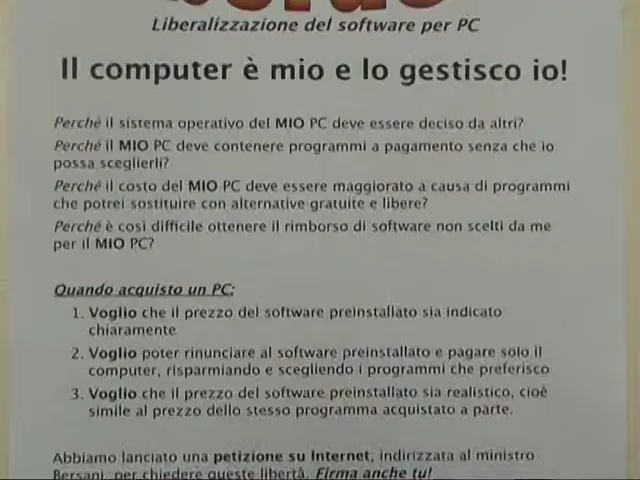 Liberalizzazione del software per PC
Il computer è mio e lo gestisco io!
Perché il sistema operativo del MIO PC deve essere deciso da altri?
Perché il MIO PC deve contenere programmi a pagamento senza che io
possa sceglierli?
Perché il costo del MIO PC deve essere maggiorato a causa di programmi
che potrei sostituire con alternative gratuite e libere?
Perché è così difficile ottenere il rimborso di software non scelti da me
per il MIO PC?
Quando acquisto un PC:
1. Voglio che il prezzo del software preinstallato sia indicato
chiaramente
2. Voglio poter rinunciare al software preinstallato e pagare solo il
computer, risparmiando e scegliendo i programmi che preferisco
3. Voglio che il prezzo del software preinstallato sia realistico, cioè
simile al prezzo dello stesso programma acquistato a parte.
Abbiamo lanciato una petizione su Internet, indirizzata al ministro
Bersani, per chiedere queste libertà. Firma anche tu!